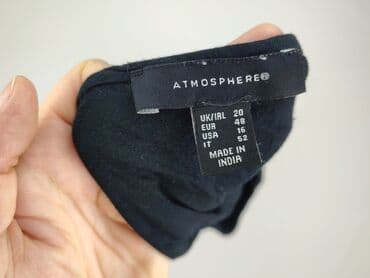 ATMOSPHERE
UK/IRL 20
EUR 48
USA 16
IT 52
MADE IN
INDIA